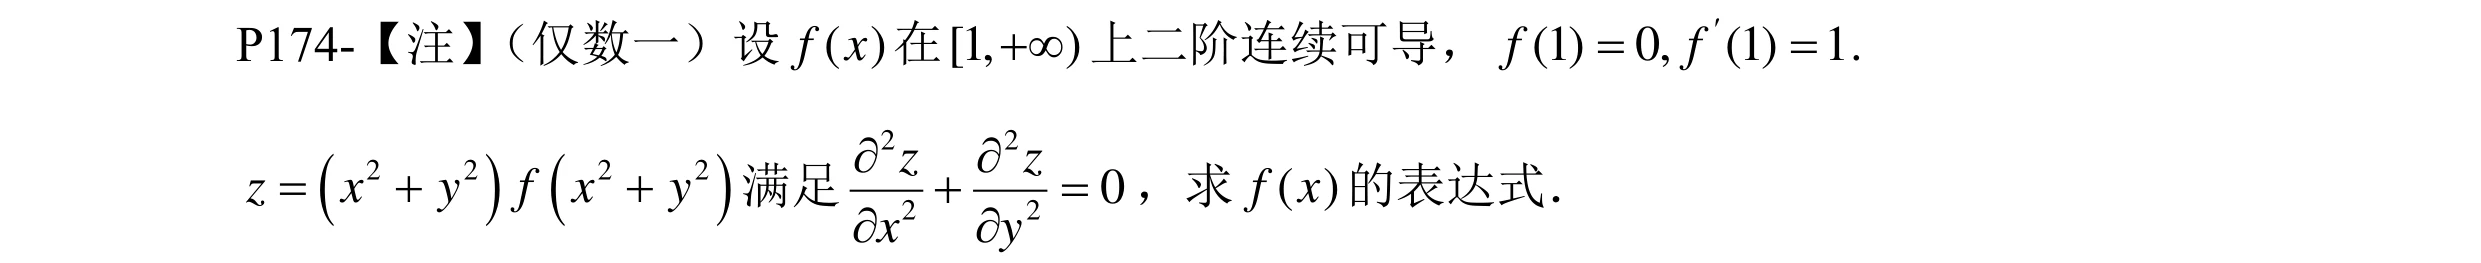 P174-【注】（仅数一）设 $f(x)$ 在 $[1,+\infty)$ 上二阶连续可导， $f(1)=0, f'(1)=1$.
$z=\left(x^2+y^2\right)f\left(x^2+y^2\right)$ 满足 $\frac{\partial^2 z}{\partial x^2}+\frac{\partial^2 z}{\partial y^2}=0$ ，求 $f(x)$ 的表达式.